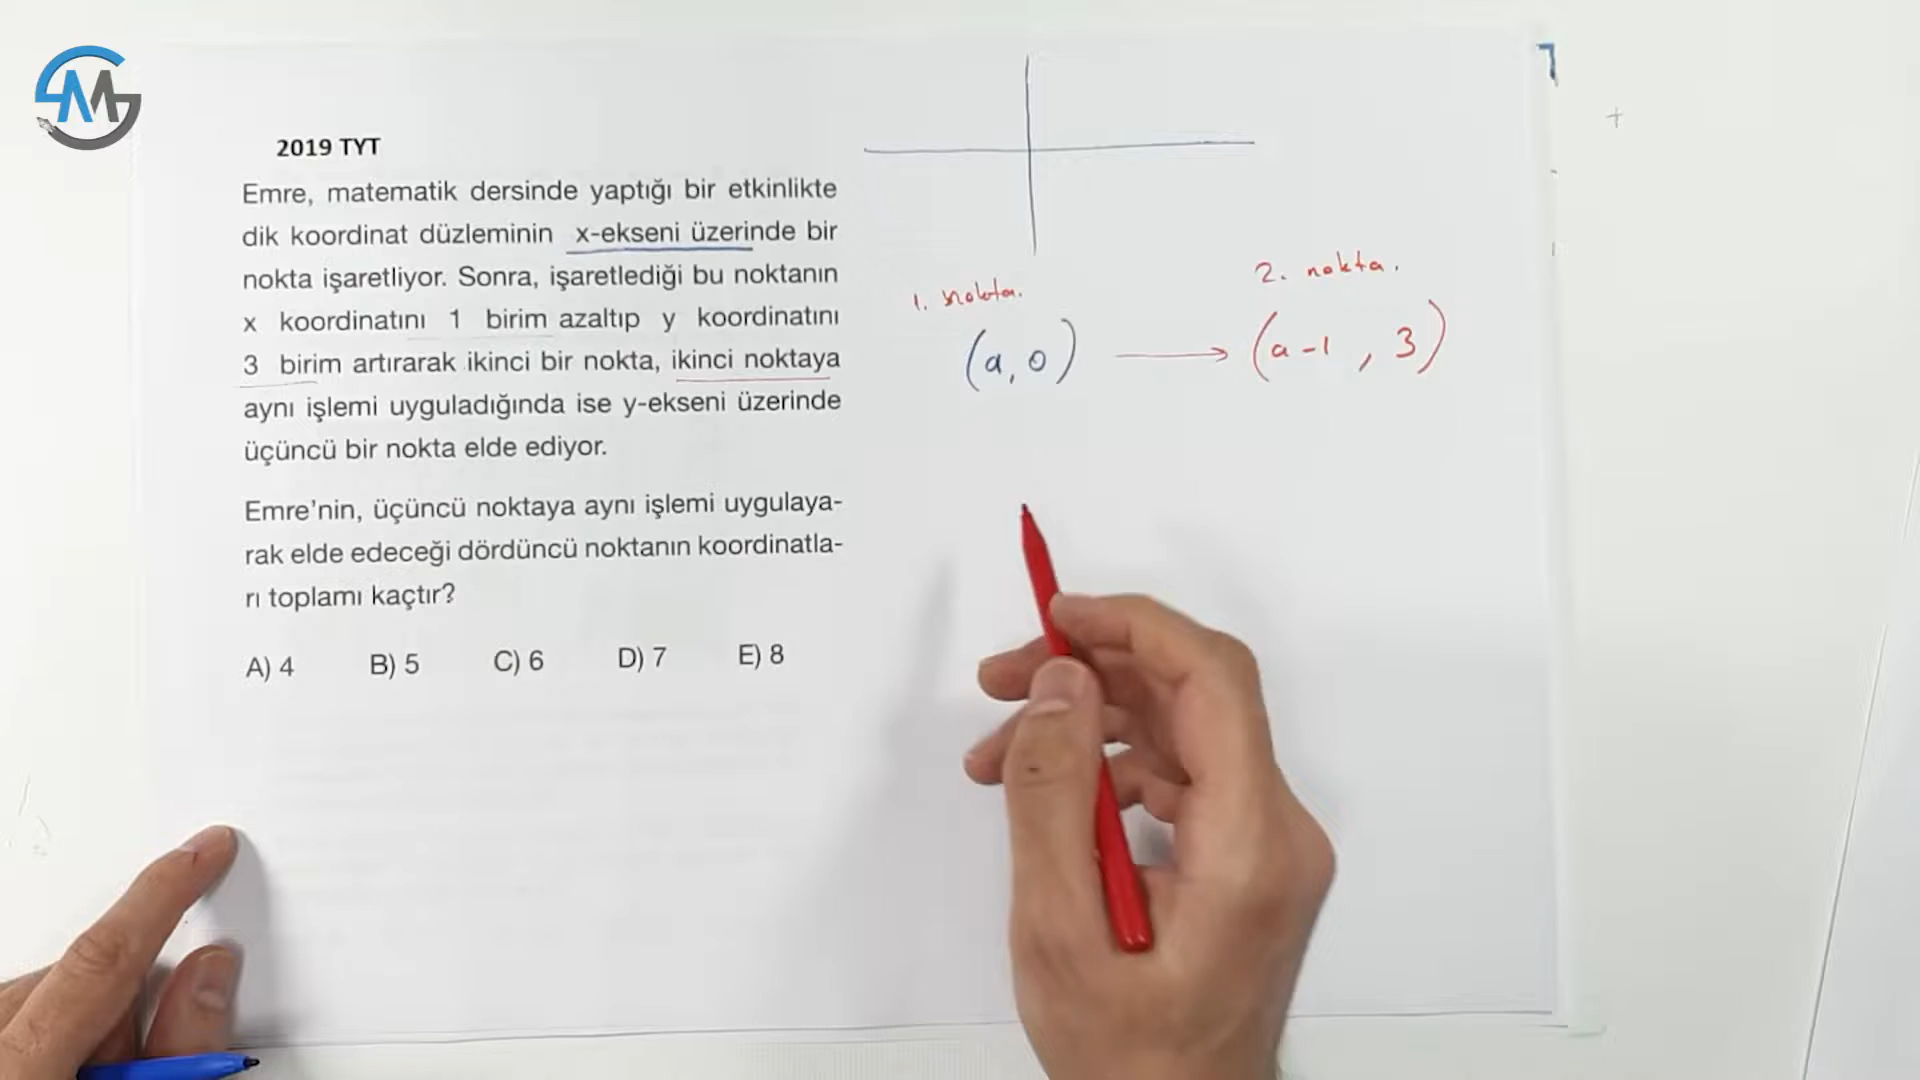 2019 TYT
Emre, matematik dersinde yaptığı bir etkinlikte
dik koordinat düzleminin x-ekseni üzerinde bir
nokta işaretliyor. Sonra, işaretlediği bu noktanın
x koordinatını 1 birim azaltıp y koordinatını
3 birim artırarak ikinci bir nokta, ikinci noktaya
aynı işlemi uyguladığında ise y-ekseni üzerinde
üçüncü bir nokta elde ediyor.
Emre'nin, üçüncü noktaya aynı işlemi uygulaya-
rak elde edeceği dördüncü noktanın koordinatla-
rı toplamı kaçtır?
A) 4 B) 5 C) 6 D) 7 E) 8
1. nokta.
(a, 0)
2. nokta.
(a-1, 3)